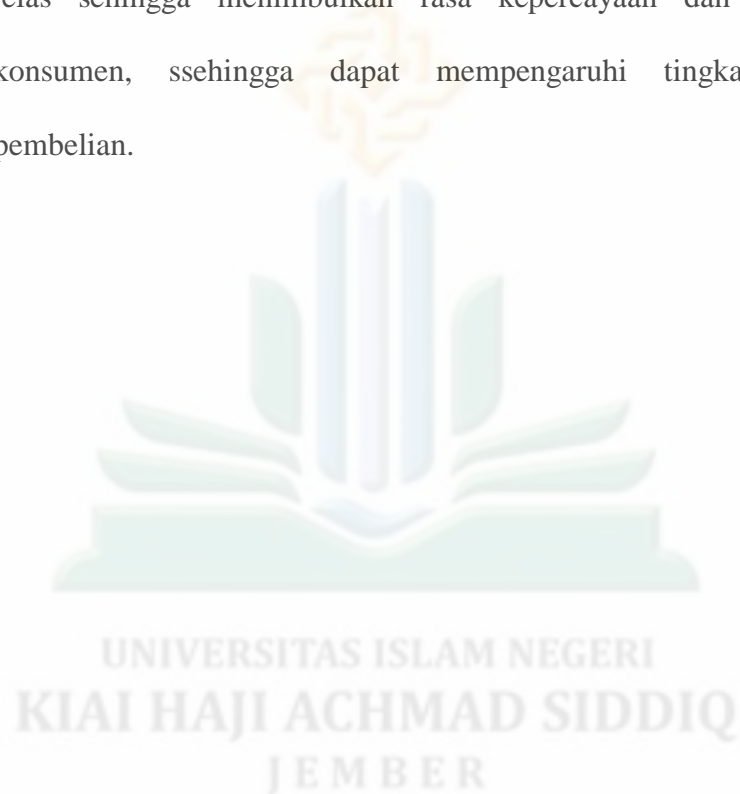 elas sehingga menimbulkan rasa kepercayaan dan
konsumen, ssehingga dapat mempengaruhi tingka
pembelian.
UNIVERSITAS ISLAM NEGERI
KIAI HAJI ACHMAD SIDDIQ
JEMBER